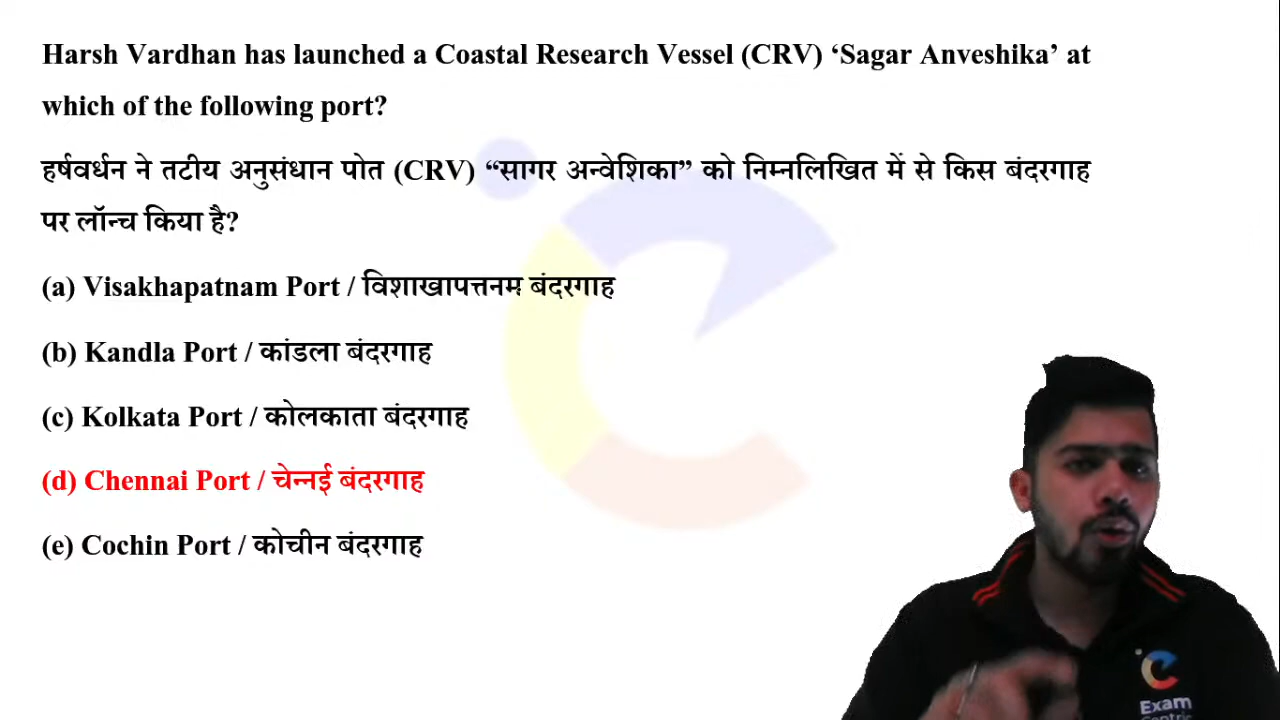 Harsh Vardhan has launched a Coastal Research Vessel (CRV) ‘Sagar Anveshika’ at
which of the following port?
हर्षवर्धन ने तटीय अनुसंधान पोत (CRV) “सागर अन्वेशिका” को निम्नलिखित में से किस बंदरगाह
पर लॉन्च किया है?
(a) Visakhapatnam Port / विशाखापत्तनम बंदरगाह
(b) Kandla Port / कांडला बंदरगाह
(c) Kolkata Port / कोलकाता बंदरगाह
(d) Chennai Port / चेन्नई बंदरगाह
(e) Cochin Port / कोचीन बंदरगाह
Exam